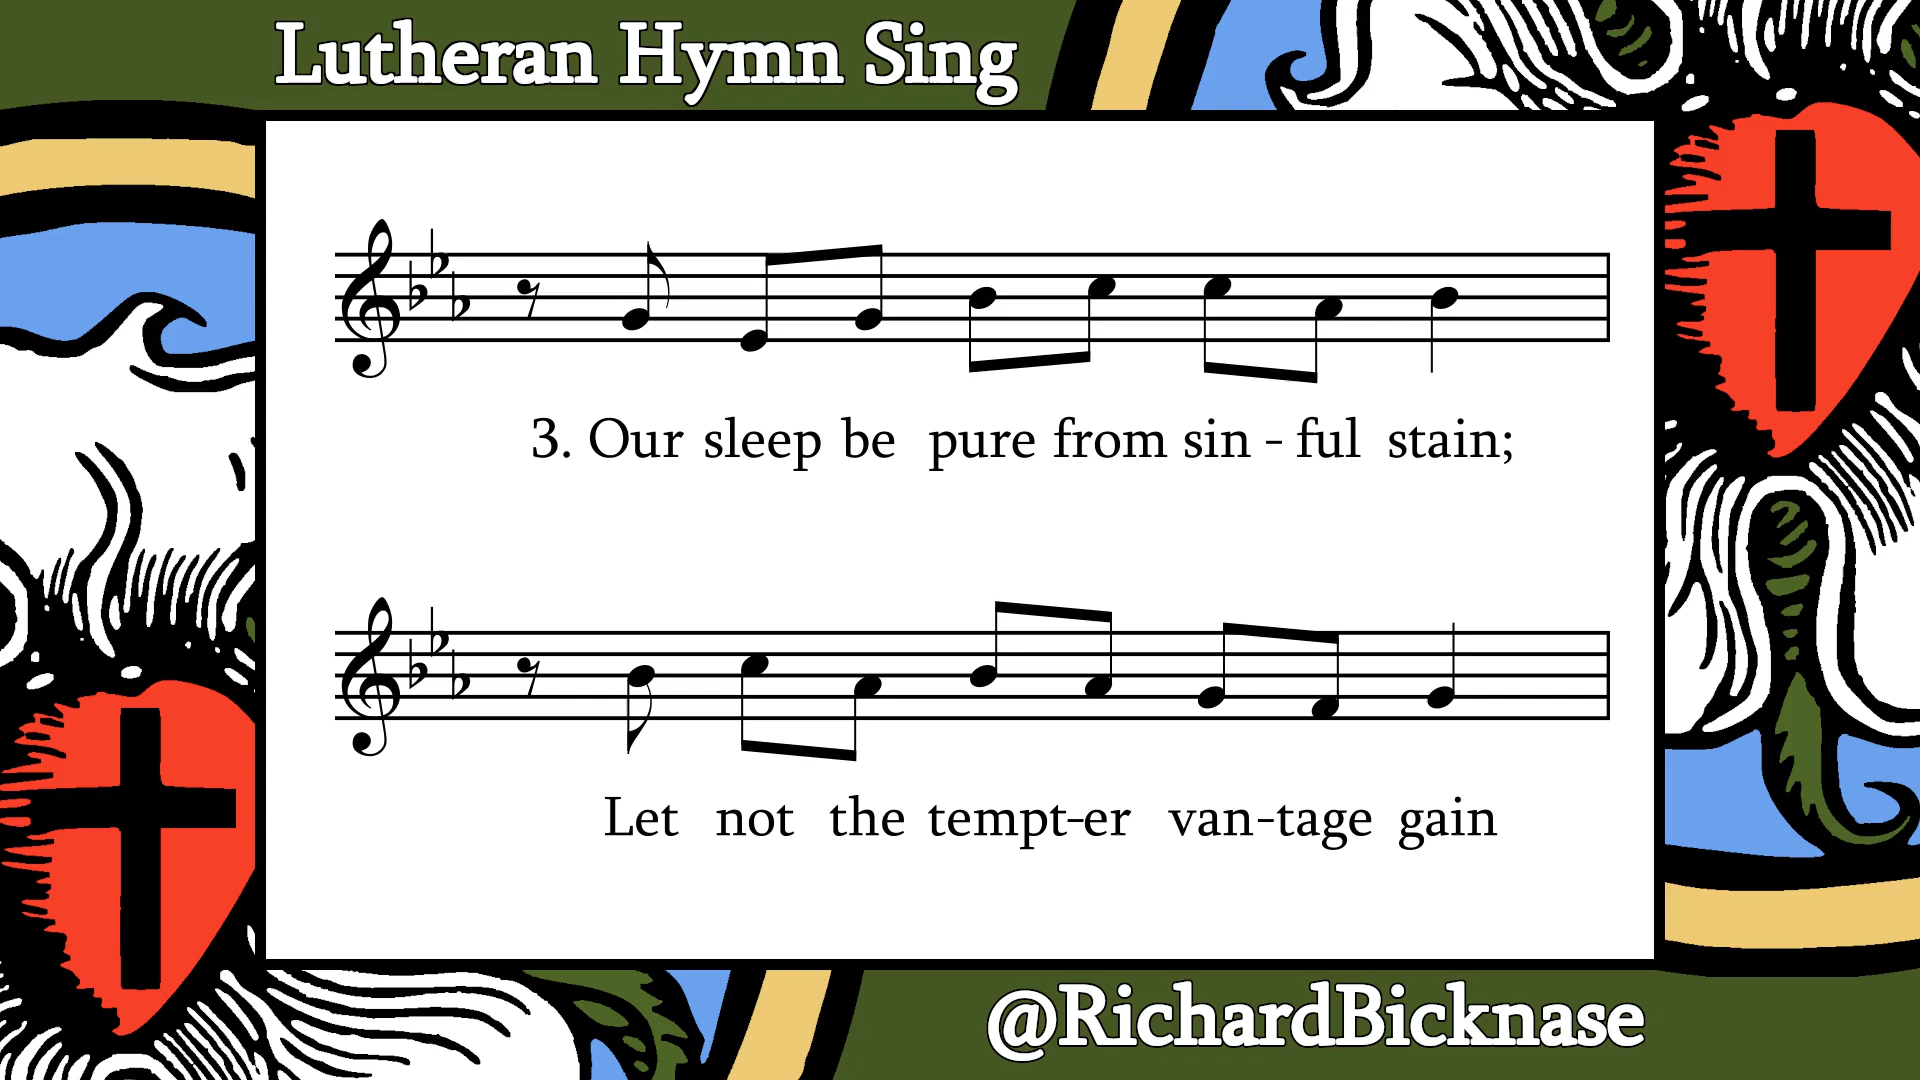 Lutheran Hymn Sing
3. Our sleep be pure from sin - ful stain;
Let not the tempt-er van-tage gain
@RichardBicknase